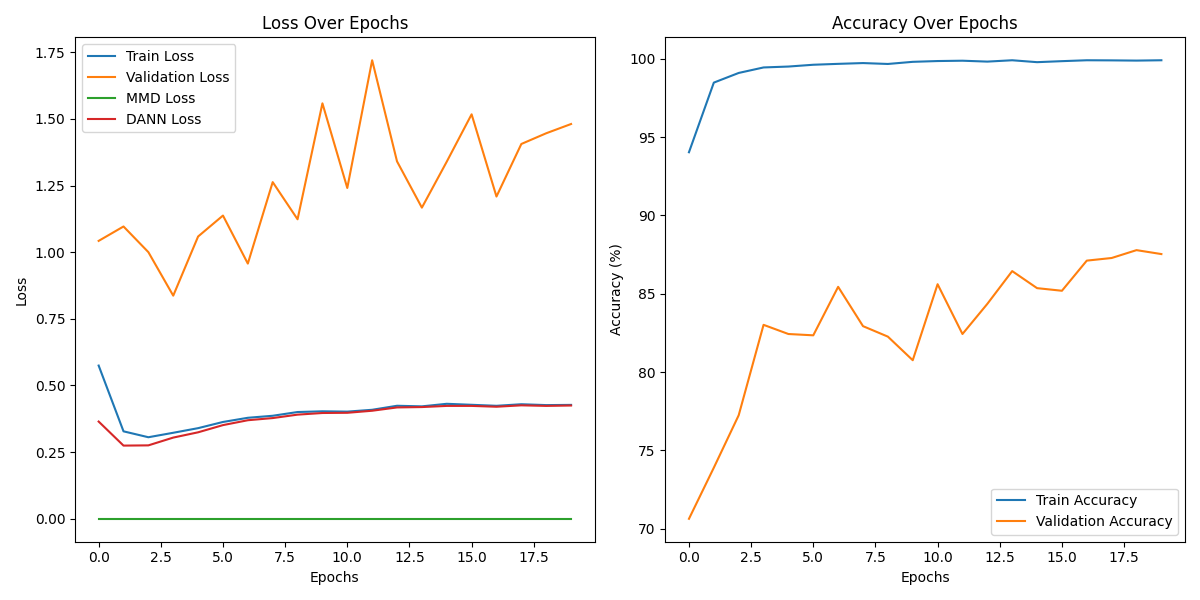 Loss Over Epochs
Train Loss
Validation Loss
MMD Loss
DANN Loss
1.75
1.50
1.25
1.00
0.75
0.50
0.25
0.00
Loss
0.0 2.5 5.0 7.5 10.0 12.5 15.0 17.5
Epochs
Accuracy Over Epochs
100
95
90
85
80
75
70
Accuracy (%)
Train Accuracy
Validation Accuracy
0.0 2.5 5.0 7.5 10.0 12.5 15.0 17.5
Epochs